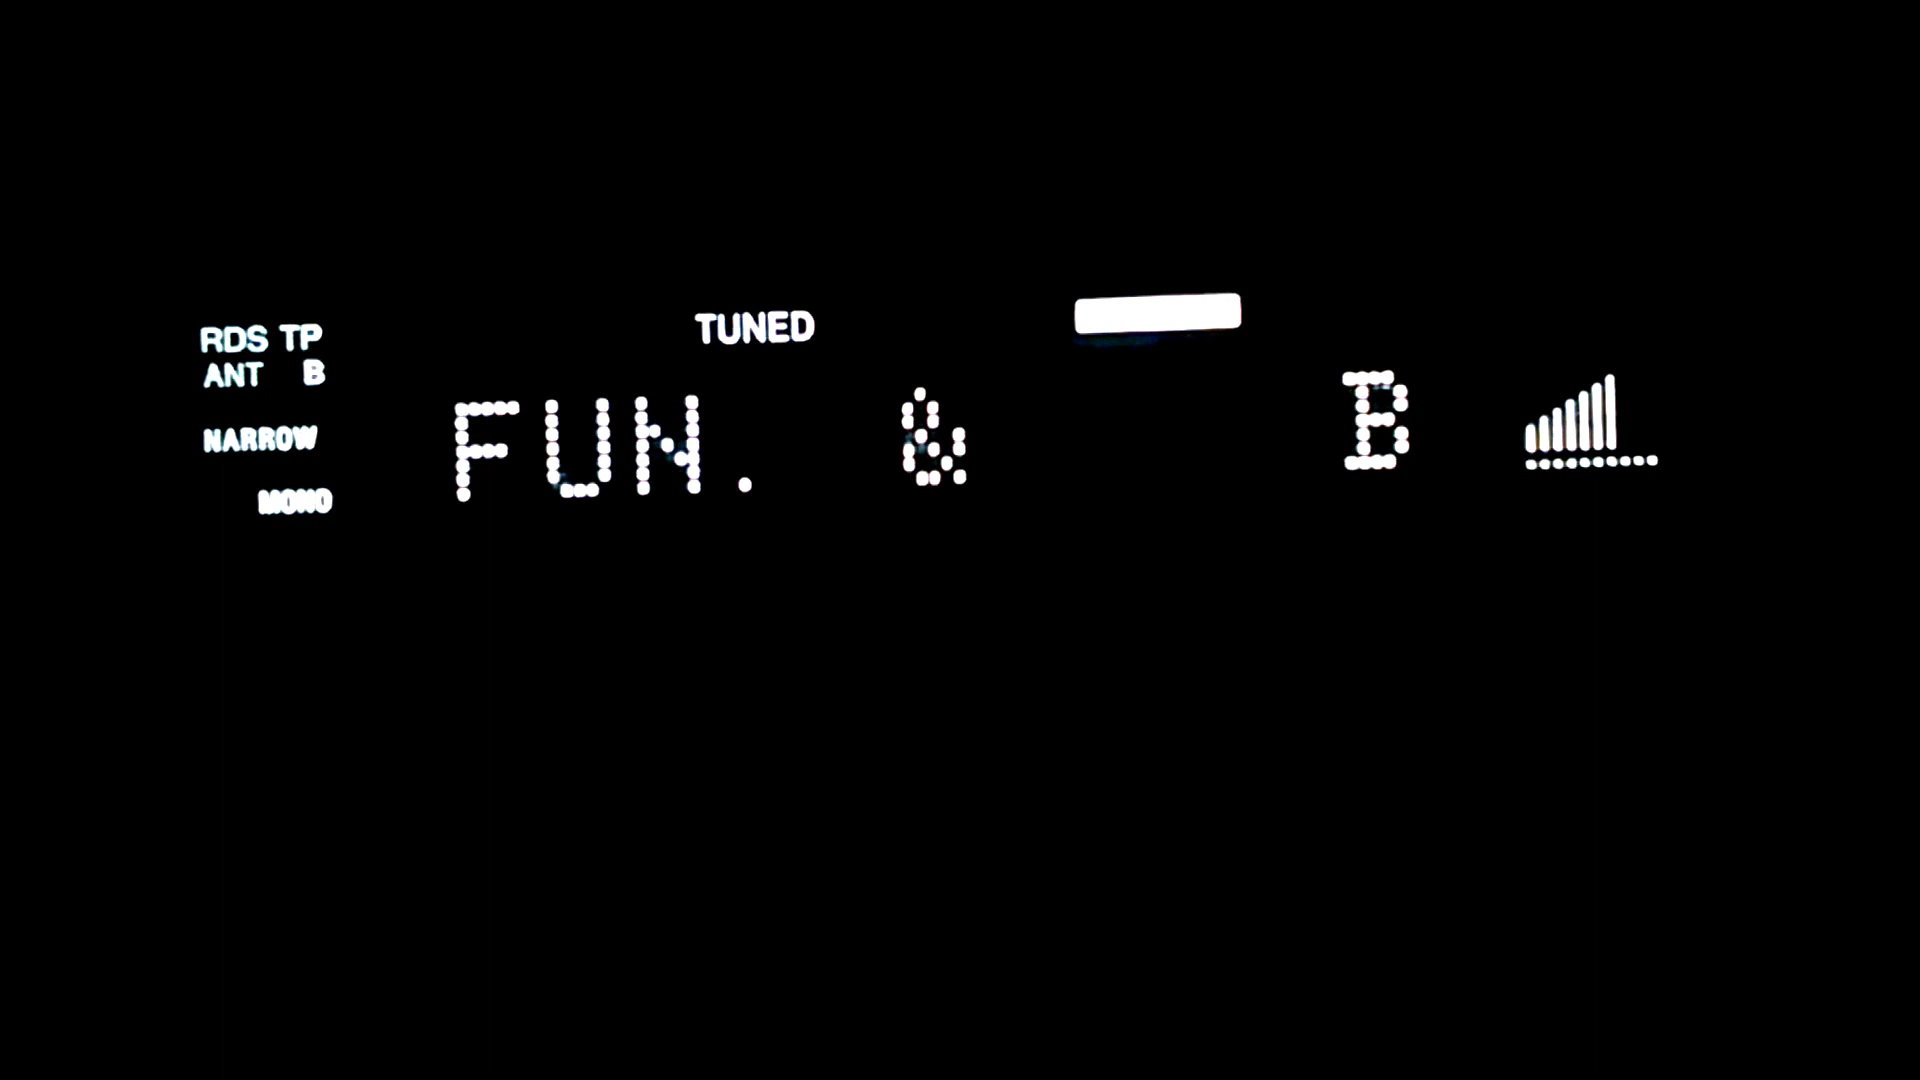 RDS TP
TUNED
ANT B
FUN. & B
NARROW
MONO